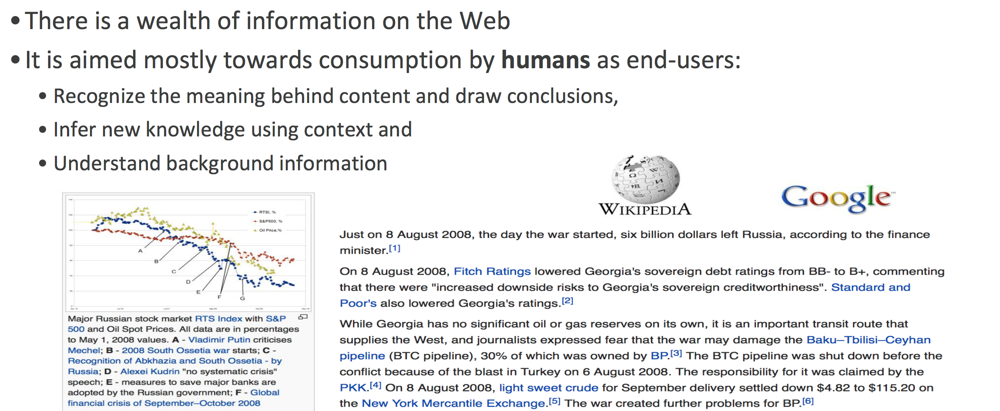 • There is a wealth of information on the Web
• It is aimed mostly towards consumption by humans as end-users:
• Recognize the meaning behind content and draw conclusions,
• Infer new knowledge using context and
• Understand background information
WIKIPEDIA
Google
RTSI, %
S&P500, %
Oil Price,%
140
120
100
80
60
40
20
0
A
B
C
D
E
F
G
Major Russian stock market RTS Index with S&P
500 and Oil Spot Prices. All data are in percentages
to May 1, 2008 values. A - Vladimir Putin criticises
Mechel; B - 2008 South Ossetia war starts; C -
Recognition of Abkhazia and South Ossetia - by
Russia; D - Alexei Kudrin "no systematic crisis"
speech; E - measures to save major banks are
adopted by the Russian government; F - Global
financial crisis of September–October 2008
Just on 8 August 2008, the day the war started, six billion dollars left Russia, according to the finance
minister.[1]
On 8 August 2008, Fitch Ratings lowered Georgia's sovereign debt ratings from BB- to B+, commenting
that there were "increased downside risks to Georgia's sovereign creditworthiness". Standard and
Poor's also lowered Georgia's ratings.[2]
While Georgia has no significant oil or gas reserves on its own, it is an important transit route that
supplies the West, and journalists expressed fear that the war may damage the Baku–Tbilisi–Ceyhan
pipeline (BTC pipeline), 30% of which was owned by BP.[3] The BTC pipeline was shut down before the
conflict because of the blast in Turkey on 6 August 2008. The responsibility for it was claimed by the
PKK.[4] On 8 August 2008, light sweet crude for September delivery settled down $4.82 to $115.20 on
the New York Mercantile Exchange.[5] The war created further problems for BP.[6]